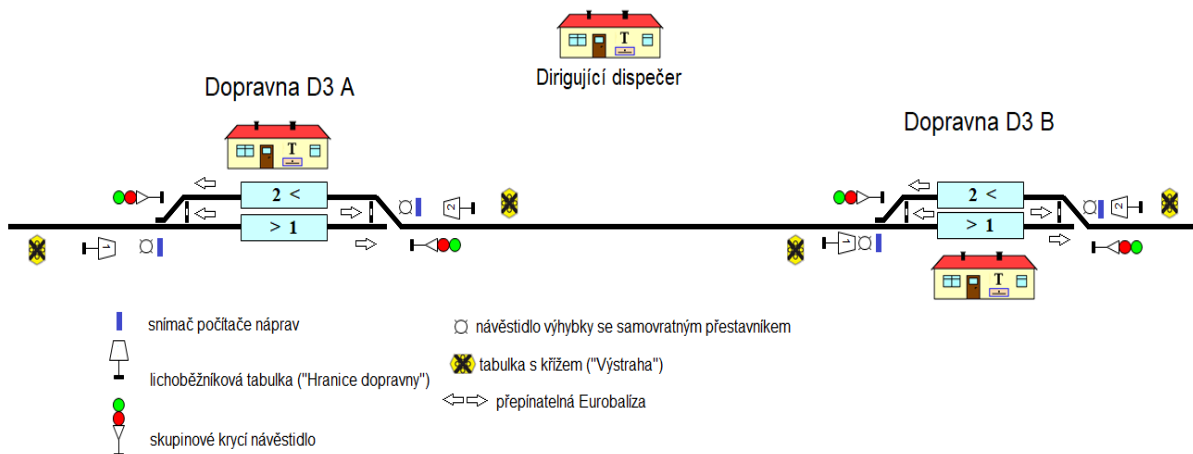 T
Dirigující dispečer
Dopravna D3 A
Dopravna D3 B
T
2 <
> 1
2
1
2 <
> 1
2
1
T
snímač počítače náprav
lichoběžníková tabulka ("Hranice dopravny")
skupinové krycí návěstidlo
návěstidlo výhybky se samovratným přestavníkem
tabulka s křížem ("Výstraha")
přepínatelná Eurobalíza